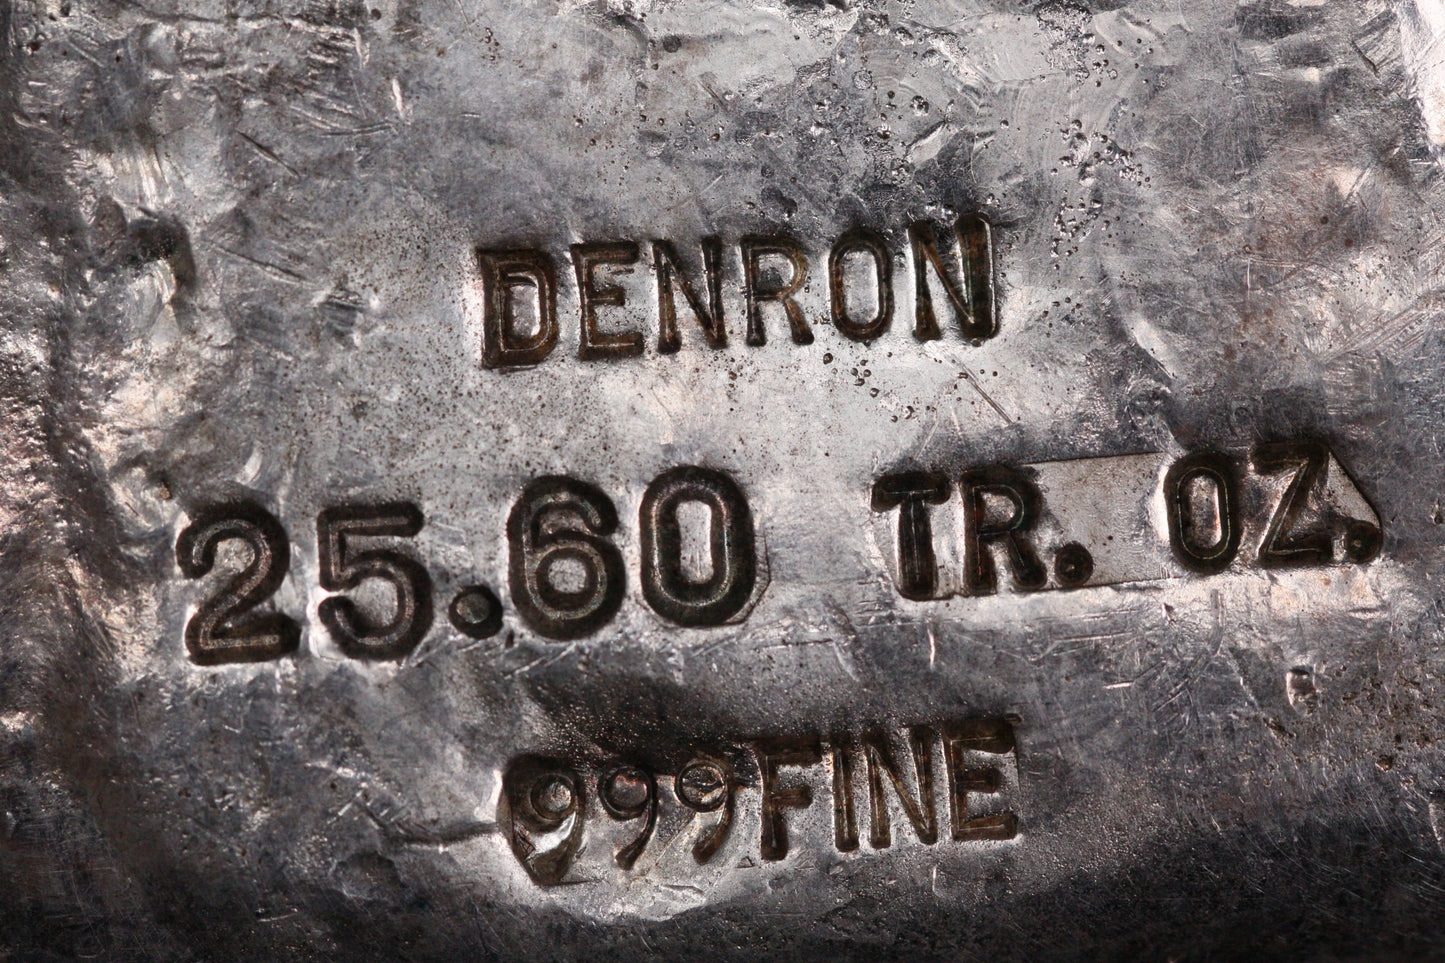 DENRON
25.60 TR. OZ.
999 FINE